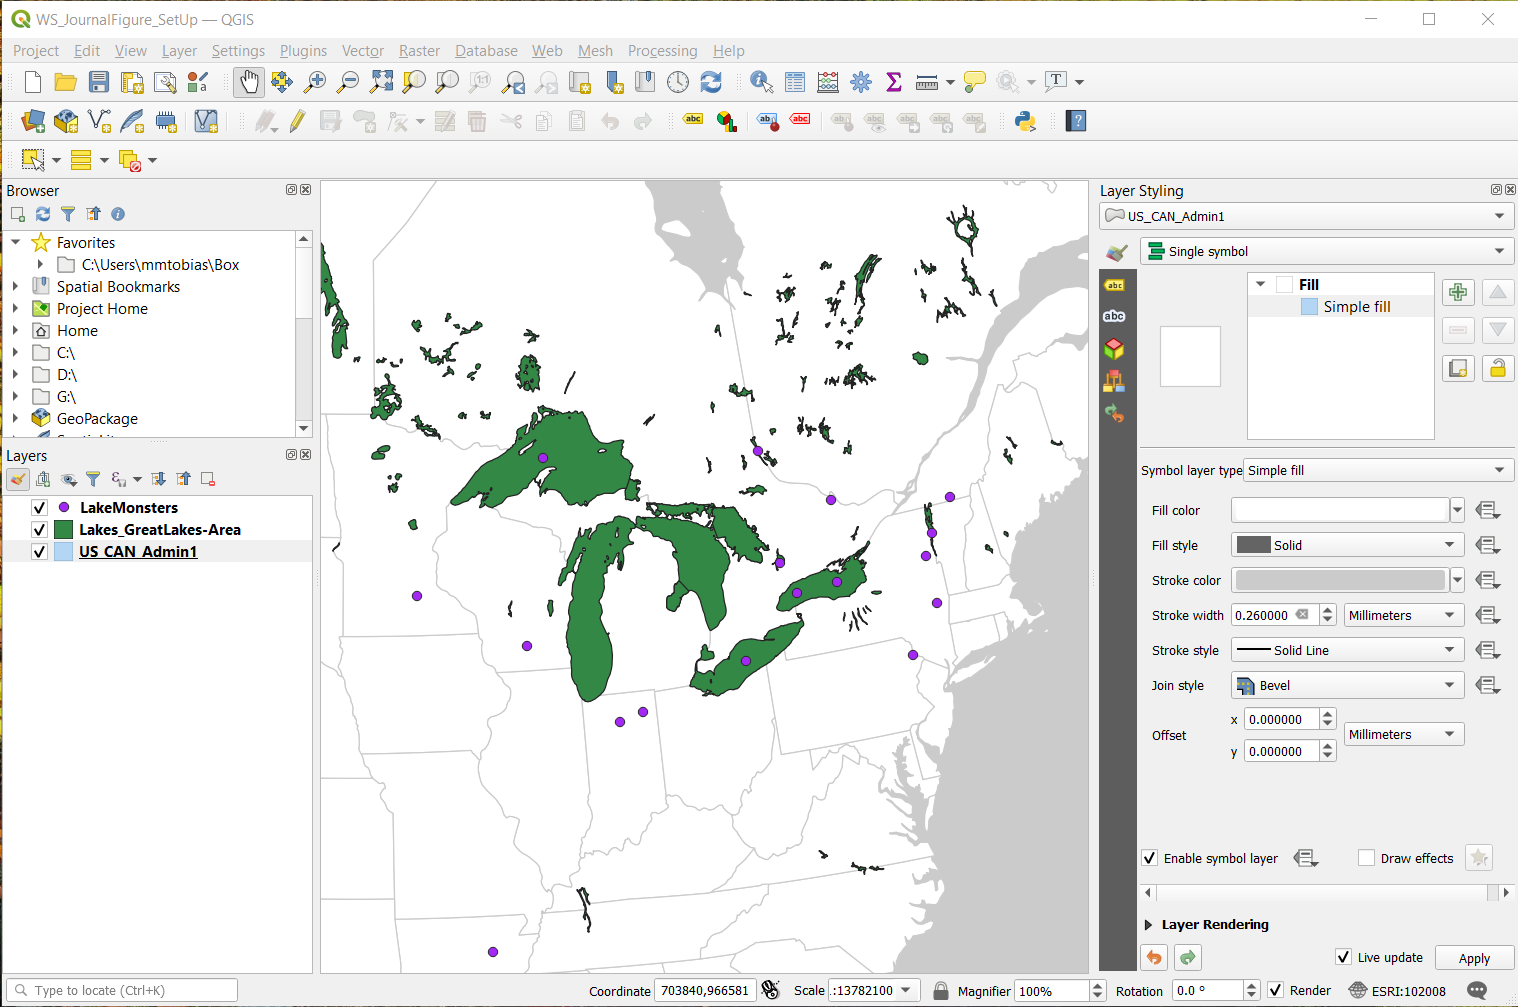 WS_JournalFigure_SetUp — QGIS
Project Edit View Layer Settings Plugins Vector Raster Database Web Mesh Processing Help
Browser
Favorites
C:\Users\mmtobias\Box
Spatial Bookmarks
Project Home
Home
C:\
D:\
G:\
GeoPackage
Layers
LakeMonsters
Lakes_GreatLakes-Area
US_CAN_Admin1
Layer Styling
US_CAN_Admin1
Single symbol
Fill
Simple fill
Symbol layer type Simple fill
Fill color
Fill style Solid
Stroke color
Stroke width 0.260000 Millimeters
Stroke style Solid Line
Join style Bevel
Offset x 0.000000 Millimeters
y 0.000000
Enable symbol layer Draw effects
Layer Rendering
Live update Apply
Type to locate (Ctrl+K) Coordinate 703840,966581 Scale :13782100 Magnifier 100% Rotation 0.0 ° Render ESRI:102008